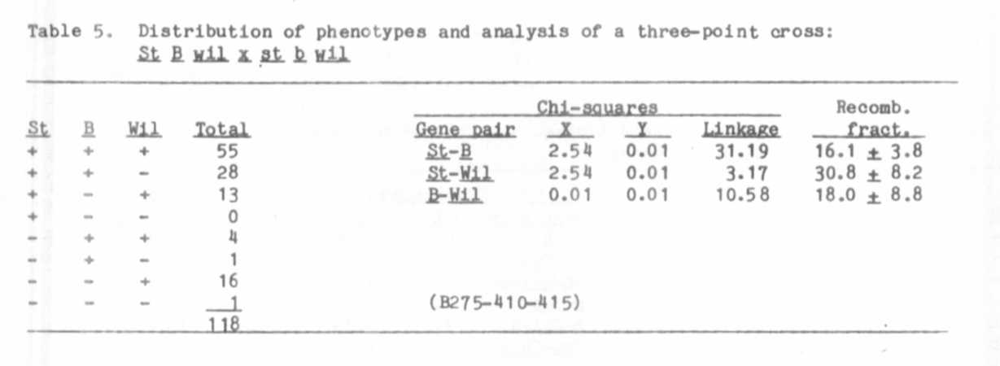 Table 5. Distribution of phenotypes and analysis of a three-point cross:
St B wil x st b wil
Chi-squares Recomb.
St B Wil Total Gene pair X Y Linkage fract.
+ + + 55 St-B 2.54 0.01 31.19 16.1 ± 3.8
+ + - 28 St-Wil 2.54 0.01 3.17 30.8 ± 8.2
+ - + 13 B-Wil 0.01 0.01 10.58 18.0 ± 8.8
+ - - 0
- + + 4
- + - 1
- - + 16
- - - 1 (B275-410-415)
118